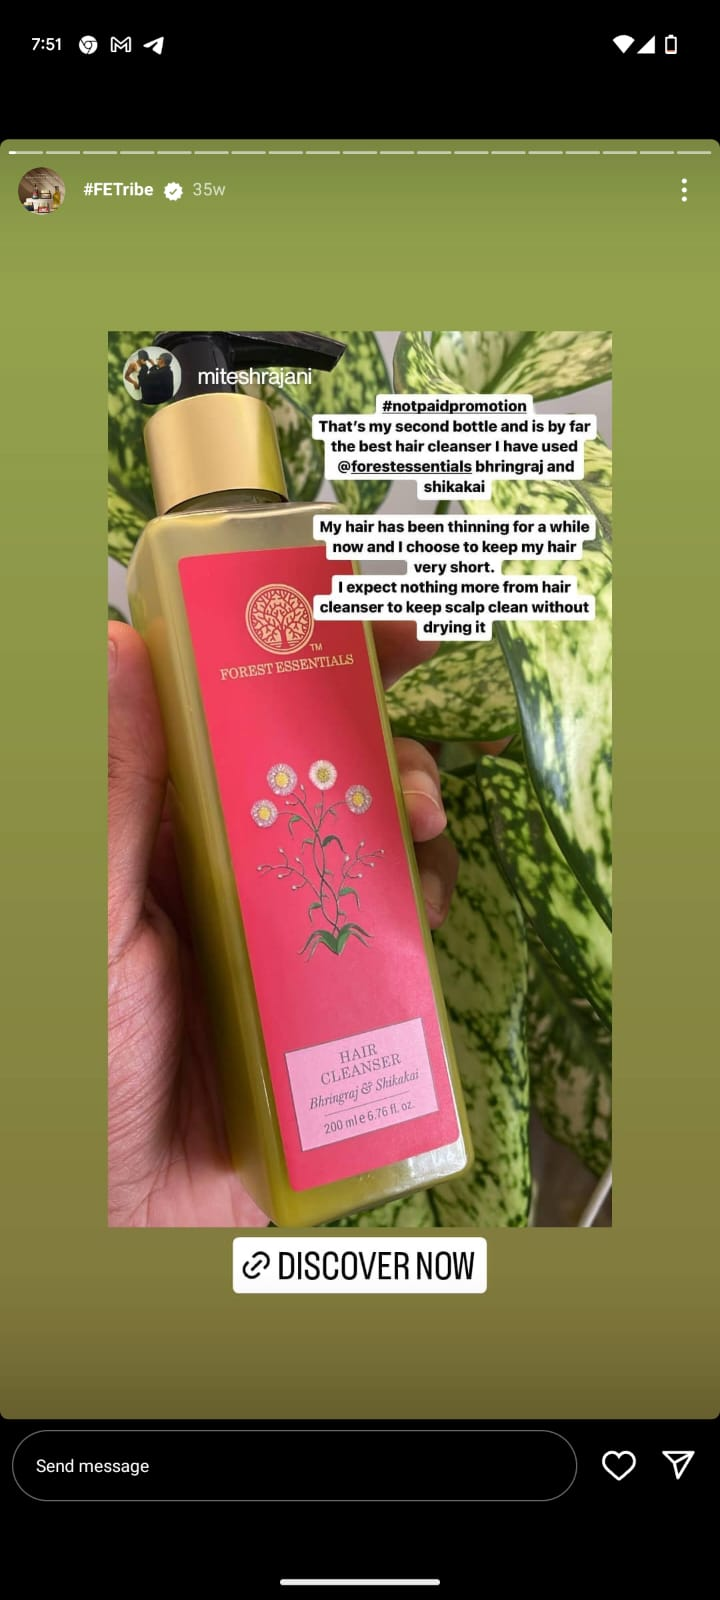 7:51
#FETribe 35w
miteshrajani
#notpaidpromotion
That's my second bottle and is by far
the best hair cleanser I have used
@forestessentials bhringraj and
shikakai
My hair has been thinning for a while
now and I choose to keep my hair
very short.
I expect nothing more from hair
cleanser to keep scalp clean without
drying it
TM
FOREST ESSENTIALS
HAIR
CLEANSER
Bhringraj & Shikakai
200 ml e 6.76 fl. oz.
DISCOVER NOW
Send message